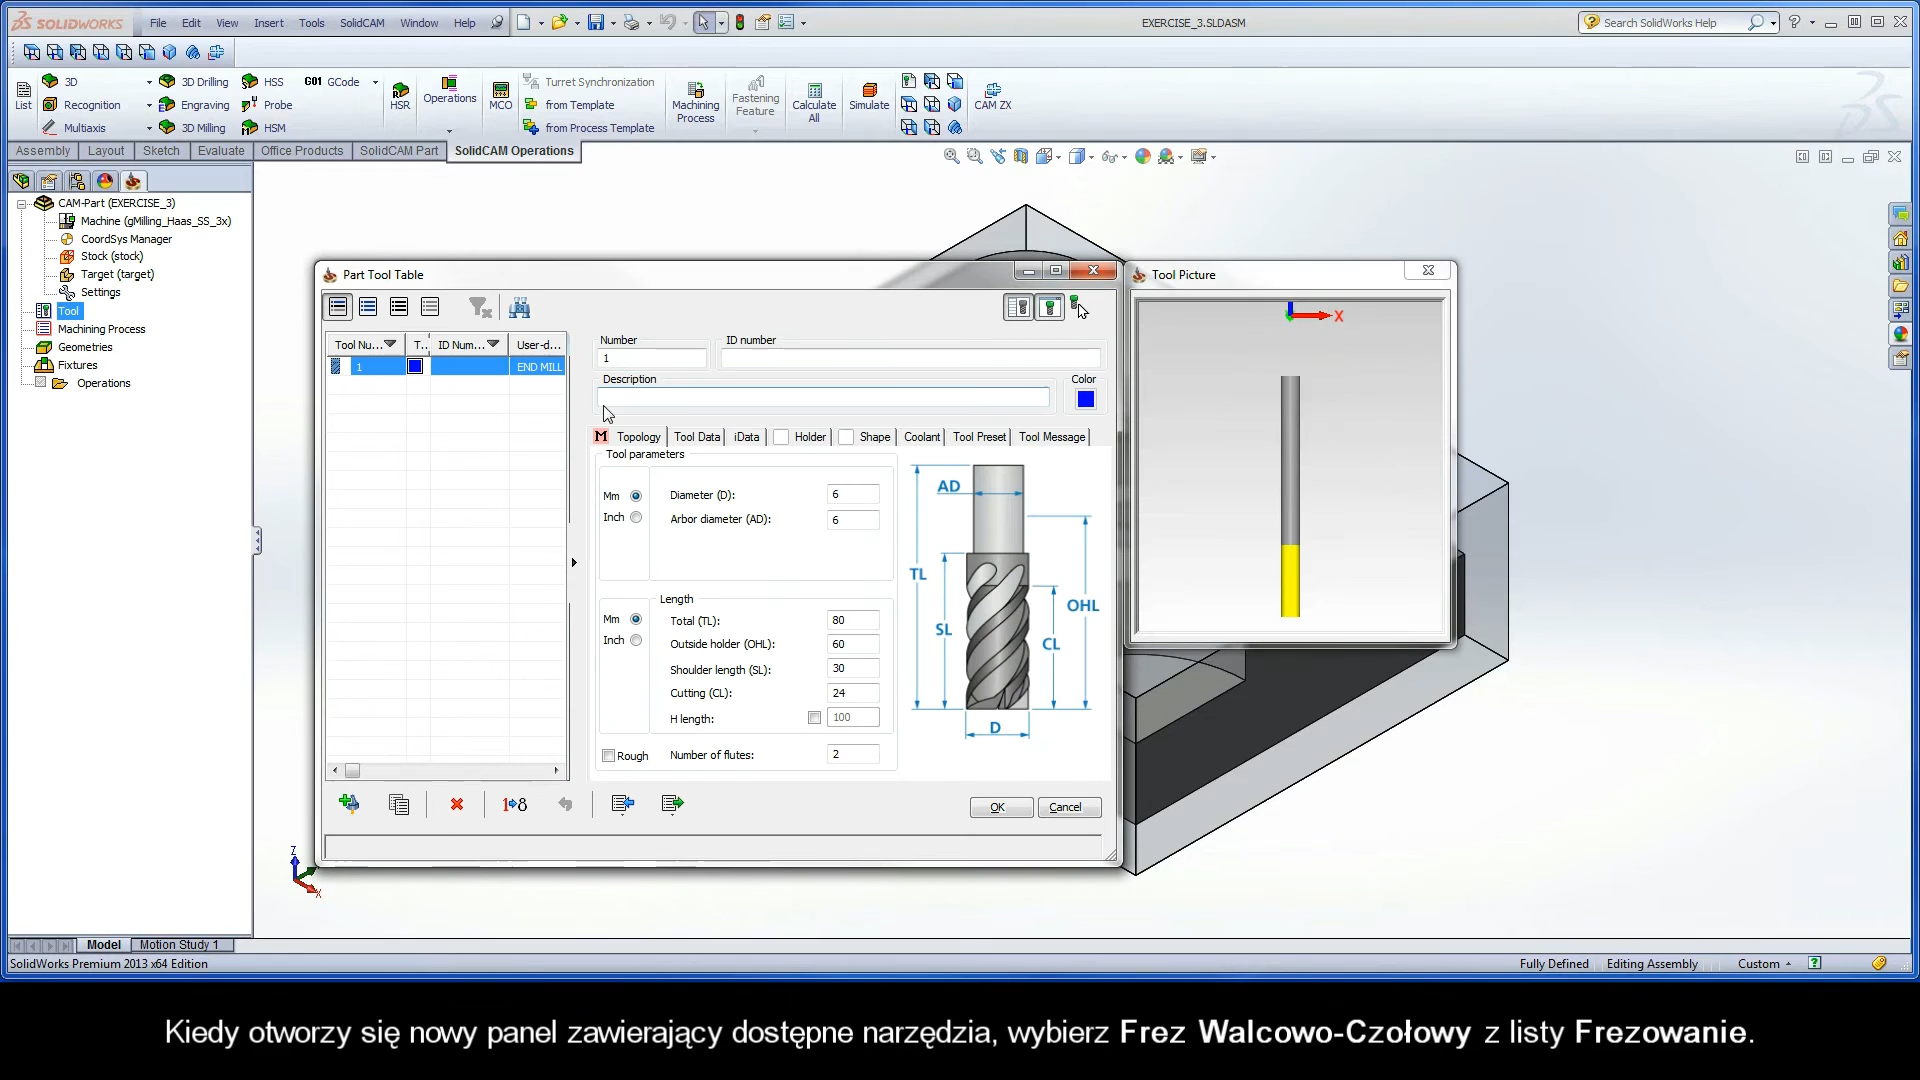 SOLIDWORKS File Edit View Insert Tools SolidCAM Window Help EXERCISE_3.SLDASM Search SolidWorks Help
3D 3D Drilling HSS G01 GCode Turret Synchronization
List Recognition Engraving Probe HSR Operations MCO from Template Machining Process Fastening Feature Calculate All Simulate CAM ZX
Multiaxis 3D Milling HSM from Process Template
Assembly Layout Sketch Evaluate Office Products SolidCAM Part SolidCAM Operations
CAM-Part (EXERCISE_3)
Machine (gMilling_Haas_SS_3x)
CoordSys Manager
Stock (stock)
Target (target)
Settings
Tool
Machining Process
Geometries
Fixtures
Operations
Part Tool Table
Tool Nu... T.. ID Num... User-d...
1 END MILL
Number ID number
1
Description Color
M Topology Tool Data iData Holder Shape Coolant Tool Preset Tool Message
Tool parameters
Mm Diameter (D): 6
Inch Arbor diameter (AD): 6
Length
Mm Total (TL): 80
Inch Outside holder (OHL): 60
Shoulder length (SL): 30
Cutting (CL): 24
H length: 100
Rough Number of flutes: 2
AD
TL
OHL
SL
CL
D
1 8
OK Cancel
Tool Picture
X
Z
X
Model Motion Study 1
SolidWorks Premium 2013 x64 Edition Fully Defined Editing Assembly Custom
Kiedy otworzy się nowy panel zawierający dostępne narzędzia, wybierz Frez Walcowo-Czołowy z listy Frezowanie.